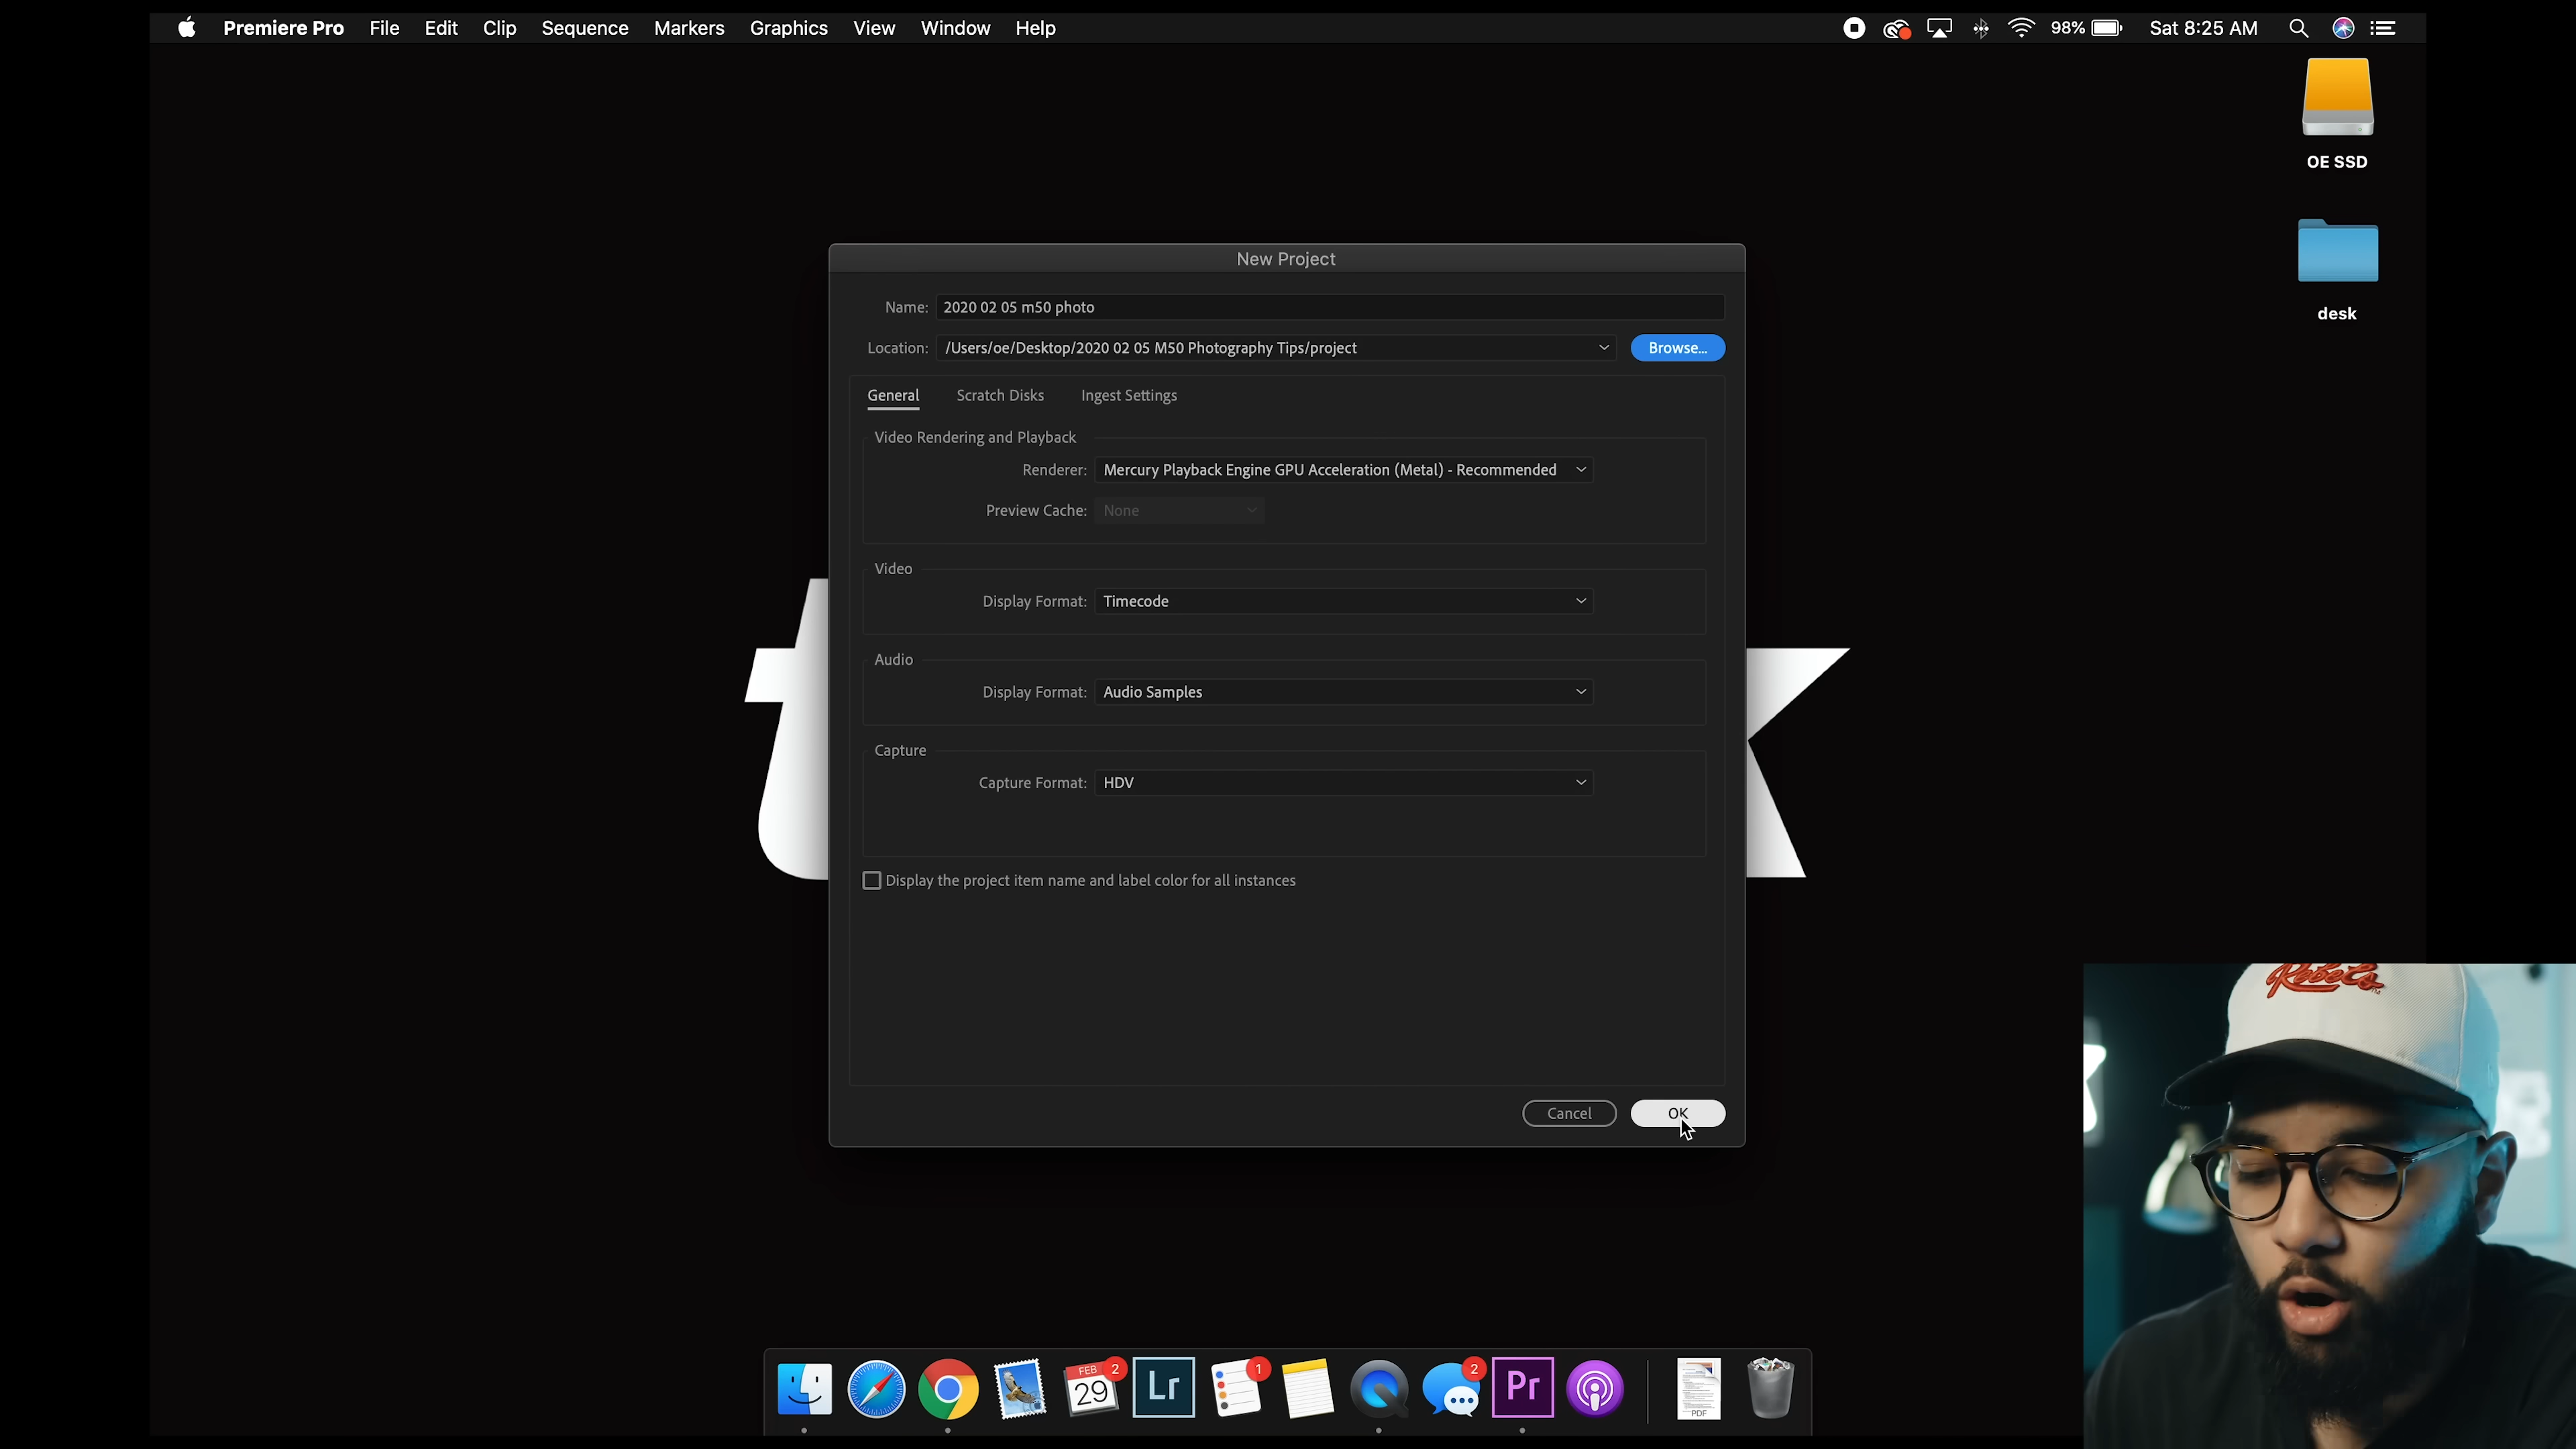 Premiere Pro File Edit Clip Sequence Markers Graphics View Window Help 98% Sat 8:25 AM
OE SSD
desk
New Project
Name: 2020 02 05 m50 photo
Location: /Users/oe/Desktop/2020 02 05 M50 Photography Tips/project Browse...
General Scratch Disks Ingest Settings
Video Rendering and Playback
Renderer: Mercury Playback Engine GPU Acceleration (Metal) - Recommended
Preview Cache: None
Video
Display Format: Timecode
Audio
Display Format: Audio Samples
Capture
Capture Format: HDV
Display the project item name and label color for all instances
Cancel OK
t
Rebels
2 1 2
FEB
29 Lr Pr
PDF